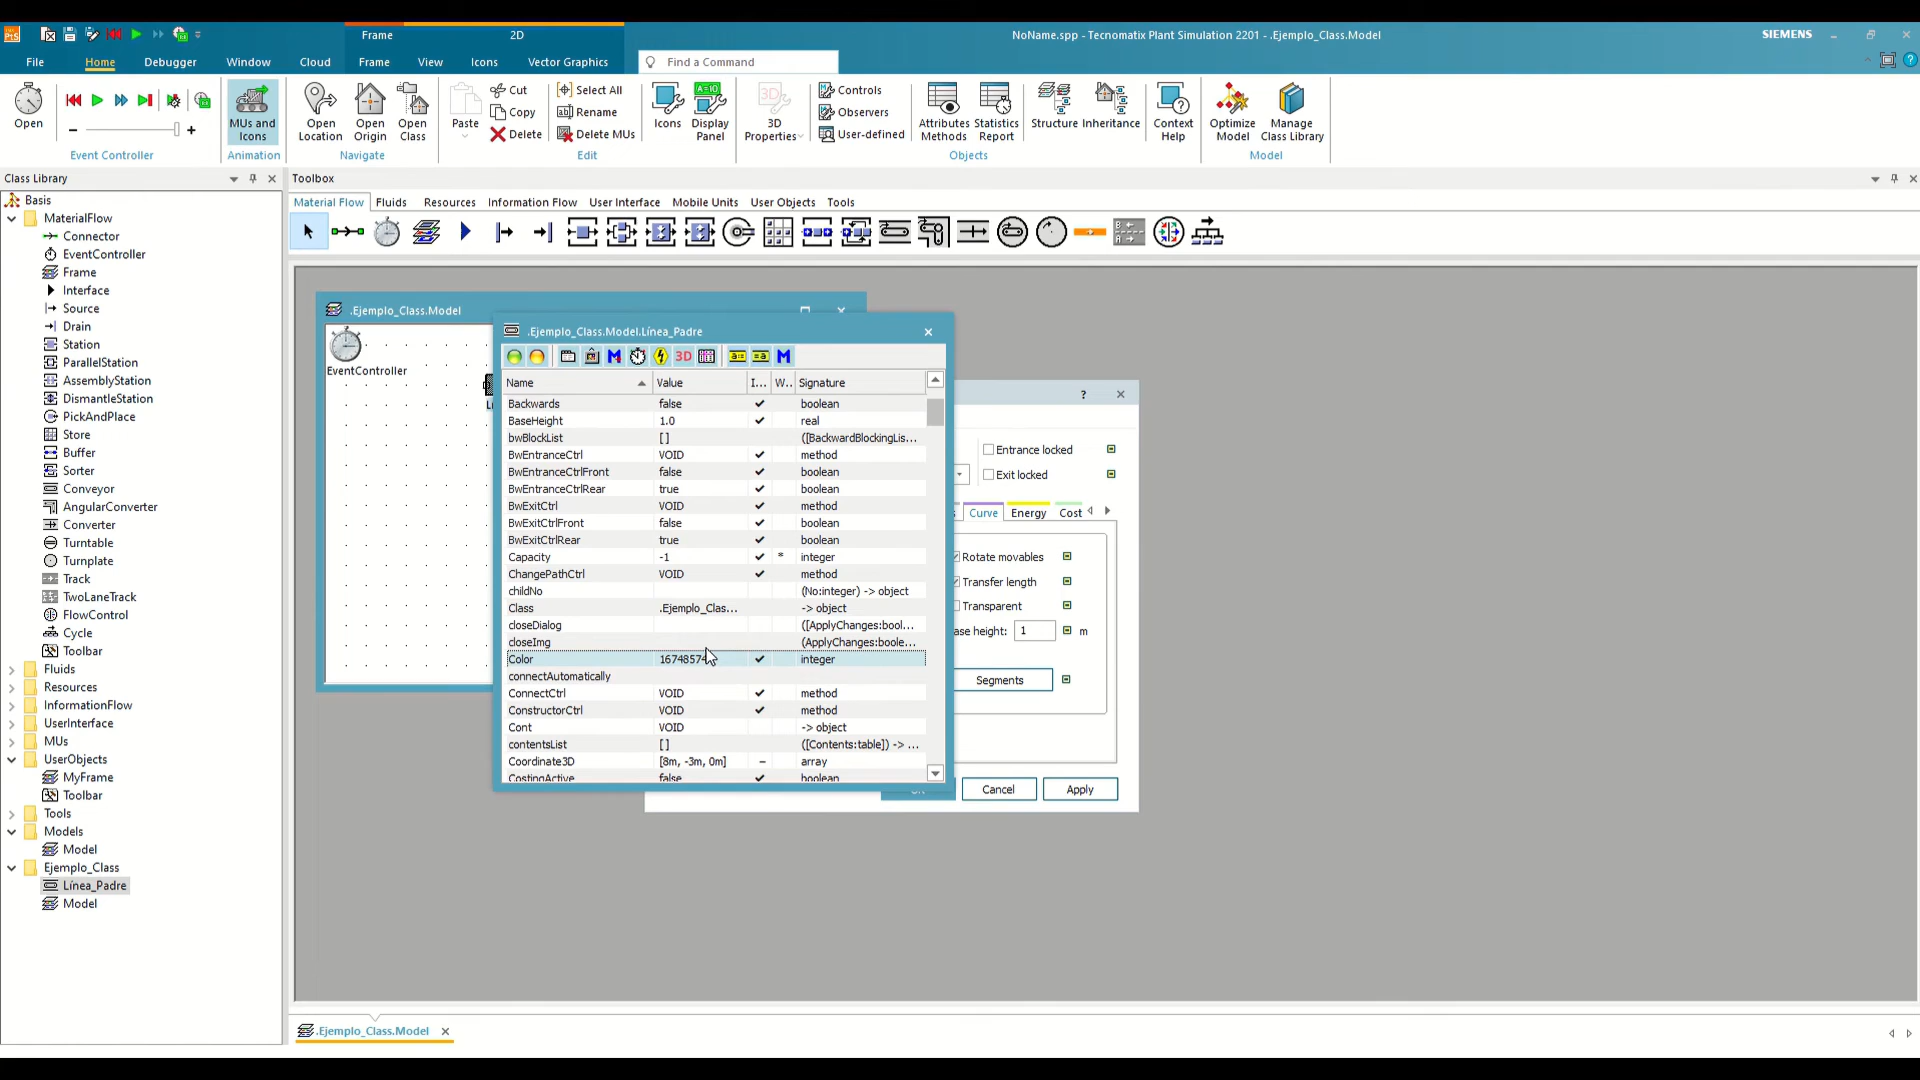 Frame
2D
NoName.spp - Tecnomatix Plant Simulation 2201 - .Ejemplo_Class.Model
SIEMENS
File
Home
Debugger
Window
Cloud
Frame
View
Icons
Vector Graphics
Find a Command
Open
Event Controller
MUs and
Icons
Animation
Open
Location
Open
Origin
Open
Class
Navigate
Paste
Cut
Copy
Delete
Select All
Rename
Delete MUs
Edit
Icons
Display
Panel
3D
Properties
Controls
Observers
User-defined
Attributes
Methods
Statistics
Report
Objects
Structure
Inheritance
Context
Help
Optimize
Model
Manage
Class Library
Model
Class Library
Basis
MaterialFlow
Connector
EventController
Frame
Interface
Source
Drain
Station
ParallelStation
AssemblyStation
DismantleStation
PickAndPlace
Store
Buffer
Sorter
Conveyor
AngularConverter
Converter
Turntable
Turnplate
Track
TwoLaneTrack
FlowControl
Cycle
Toolbar
Fluids
Resources
InformationFlow
UserInterface
MUs
UserObjects
MyFrame
Toolbar
Tools
Models
Model
Ejemplo_Class
Línea_Padre
Model
Toolbox
Material Flow
Fluids
Resources
Information Flow
User Interface
Mobile Units
User Objects
Tools
.Ejemplo_Class.Model
EventController
.Ejemplo_Class.Model.Línea_Padre
3D
Name Value I... W.. Signature
Backwards false boolean
BaseHeight 1.0 real
bwBlockList [ ] ([BackwardBlockingLis...
BwEntranceCtrl VOID method
BwEntranceCtrlFront false boolean
BwEntranceCtrlRear true boolean
BwExitCtrl VOID method
BwExitCtrlFront false boolean
BwExitCtrlRear true boolean
Capacity -1 * integer
ChangePathCtrl VOID method
childNo (No:integer) -> object
Class .Ejemplo_Clas... -> object
closeDialog ([ApplyChanges:bool...
closeImg (ApplyChanges:boole...
Color 16748574 integer
connectAutomatically
ConnectCtrl VOID method
ConstructorCtrl VOID method
Cont VOID -> object
contentsList [ ] ([Contents:table]) -> ...
Coordinate3D [8m, -3m, 0m] – array
CostingActive false boolean
Entrance locked
Exit locked
Curve
Energy
Cost
Rotate movables
Transfer length
Transparent
ase height: 1 m
Segments
Cancel
Apply
.Ejemplo_Class.Model